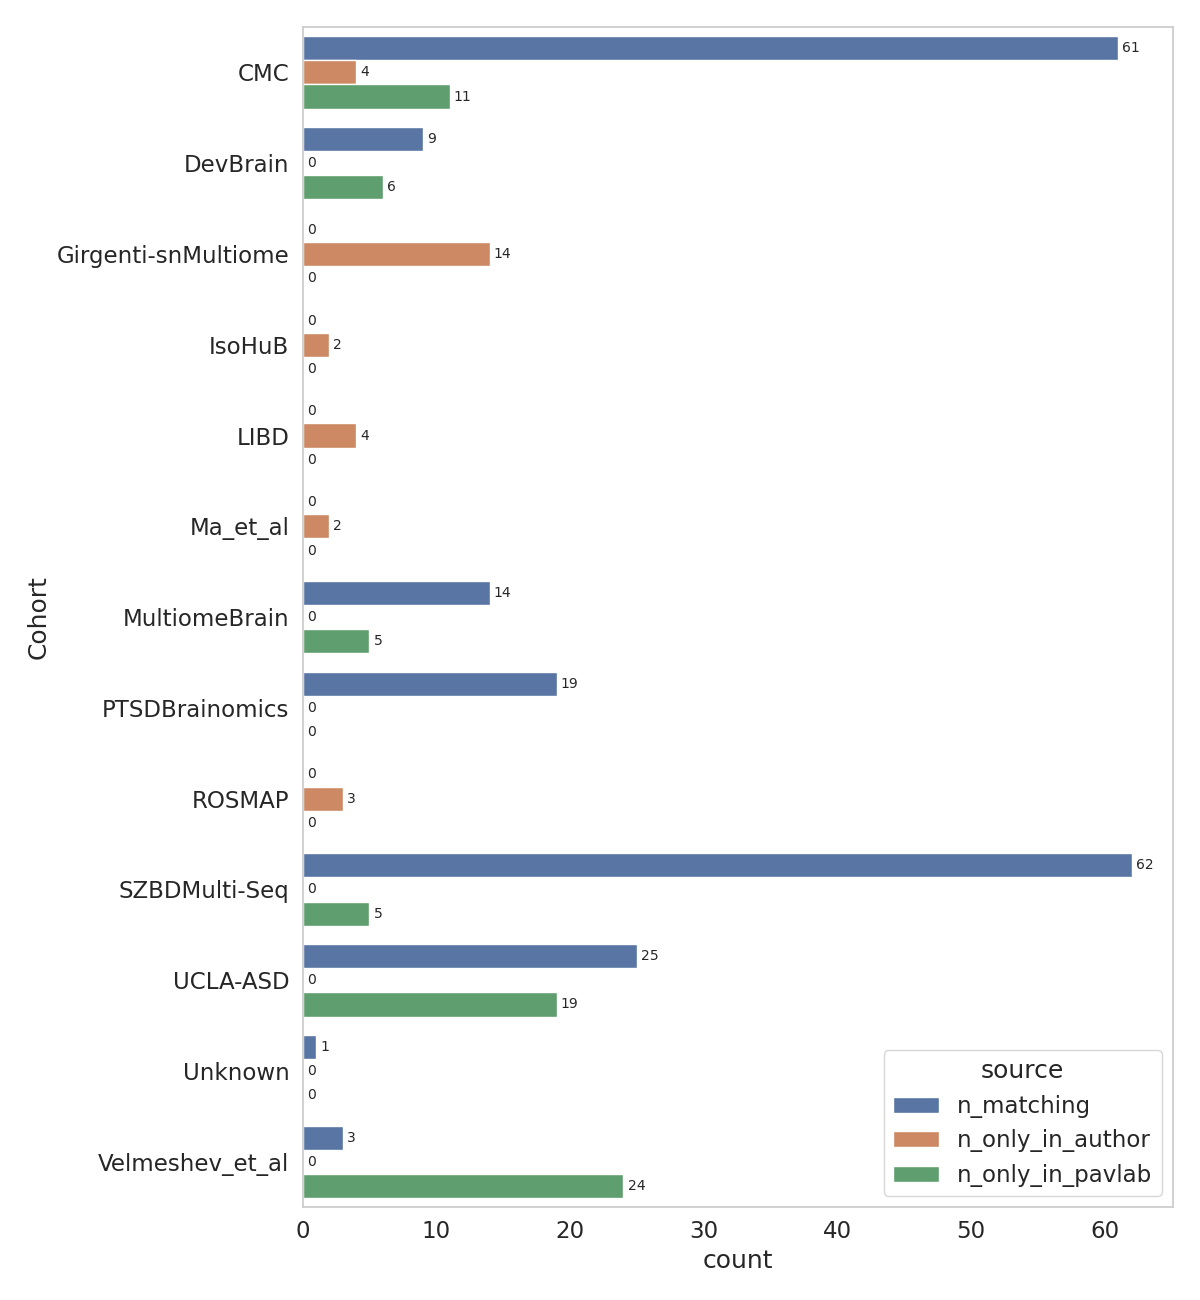 CMC 61
4
11
DevBrain 9
0
6
Girgenti-snMultiome 0
14
0
IsoHuB 0
2
0
LIBD 0
4
0
Ma_et_al 0
2
0
MultiomeBrain 14
0
5
PTSDBrainomics 19
0
0
ROSMAP 0
3
0
SZBDMulti-Seq 62
0
5
UCLA-ASD 25
0
19
Unknown 1
0
0
Velmeshev_et_al 3
0
24
Cohort
source
n_matching
n_only_in_author
n_only_in_pavlab
0 10 20 30 40 50 60
count